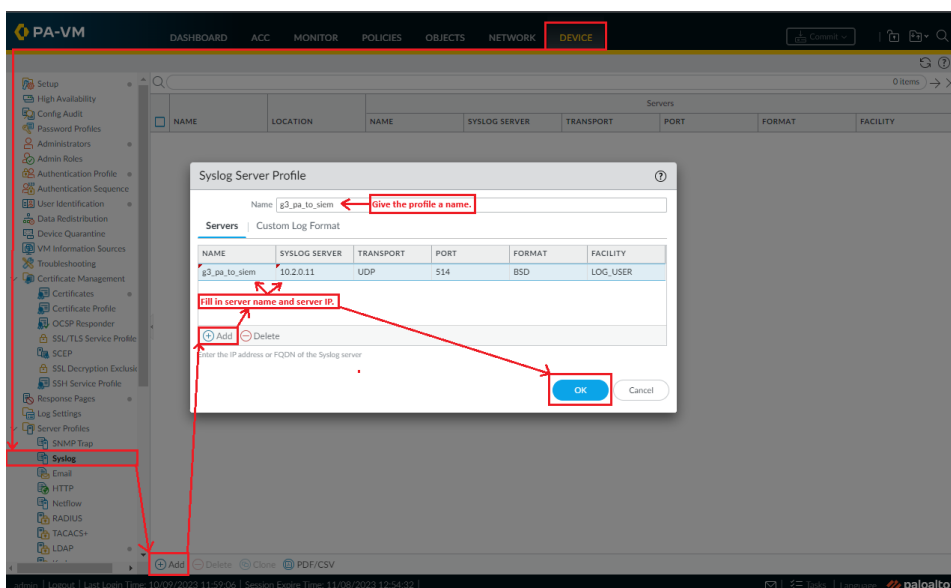 PA-VM
DASHBOARD ACC MONITOR POLICIES OBJECTS NETWORK DEVICE
Commit
0 items
Setup
High Availability
Config Audit
Password Profiles
Administrators
Admin Roles
Authentication Profile
Authentication Sequence
User Identification
Data Redistribution
Device Quarantine
VM Information Sources
Troubleshooting
Certificate Management
Certificates
Certificate Profile
OCSP Responder
SSL/TLS Service Profile
SCEP
SSL Decryption Exclusio
SSH Service Profile
Response Pages
Log Settings
Server Profiles
SNMP Trap
Syslog
Email
HTTP
Netflow
RADIUS
TACACS+
LDAP
Servers
NAME LOCATION NAME SYSLOG SERVER TRANSPORT PORT FORMAT FACILITY
Syslog Server Profile
Name g3_pa_to_siem Give the profile a name.
Servers Custom Log Format
NAME SYSLOG SERVER TRANSPORT PORT FORMAT FACILITY
g3_pa_to_siem 10.2.0.11 UDP 514 BSD LOG_USER
Fill in server name and server IP.
Add Delete
Enter the IP address or FQDN of the Syslog server
OK Cancel
Add Delete Clone PDF/CSV
admin | Logout | Last Login Time: 10/09/2023 11:59:06 | Session Expire Time: 11/08/2023 12:54:32 | Tasks | Language paloalto